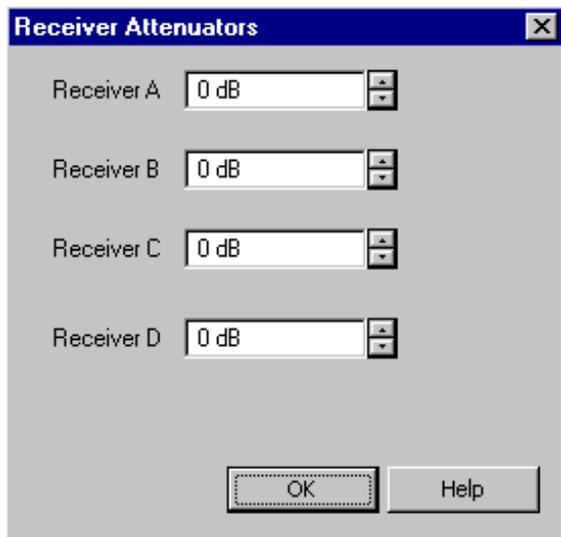 Receiver Attenuators
Receiver A 0 dB
Receiver B 0 dB
Receiver C 0 dB
Receiver D 0 dB
OK Help